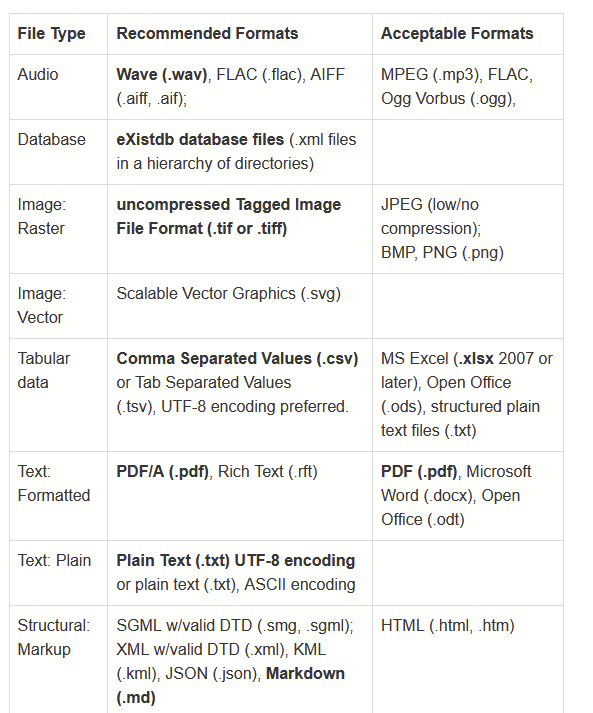 File Type Recommended Formats Acceptable Formats
Audio
Wave (.wav), FLAC (.flac), AIFF
(.aiff, .aif);
MPEG (.mp3), FLAC,
Ogg Vorbus (.ogg),
Database
eXistdb database files (.xml files
in a hierarchy of directories)
Image:
Raster
uncompressed Tagged Image
File Format (.tif or .tiff)
JPEG (low/no
compression);
BMP, PNG (.png)
Image:
Vector
Scalable Vector Graphics (.svg)
Tabular
data
Comma Separated Values (.csv)
or Tab Separated Values
(.tsv), UTF-8 encoding preferred.
MS Excel (.xlsx 2007 or
later), Open Office
(.ods), structured plain
text files (.txt)
Text:
Formatted
PDF/A (.pdf), Rich Text (.rft)
PDF (.pdf), Microsoft
Word (.docx), Open
Office (.odt)
Text: Plain
Plain Text (.txt) UTF-8 encoding
or plain text (.txt), ASCII encoding
Structural:
Markup
SGML w/valid DTD (.smg, .sgml);
XML w/valid DTD (.xml), KML
(.kml), JSON (.json), Markdown
(.md)
HTML (.html, .htm)